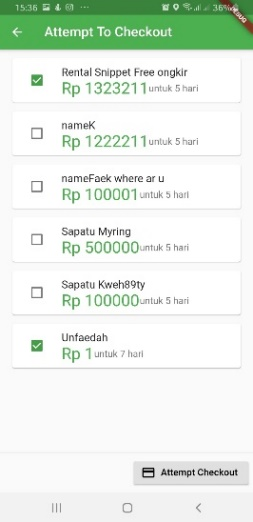 15:36 36%
DEBUG
Attempt To Checkout
Rental Snippet Free ongkir
Rp 1323211 untuk 5 hari
nameK
Rp 1222211 untuk 5 hari
nameFaek where ar u
Rp 100001 untuk 5 hari
Sapatu Myring
Rp 500000 untuk 5 hari
Sapatu Kweh89ty
Rp 100000 untuk 5 hari
Unfaedah
Rp 1 untuk 7 hari
Attempt Checkout